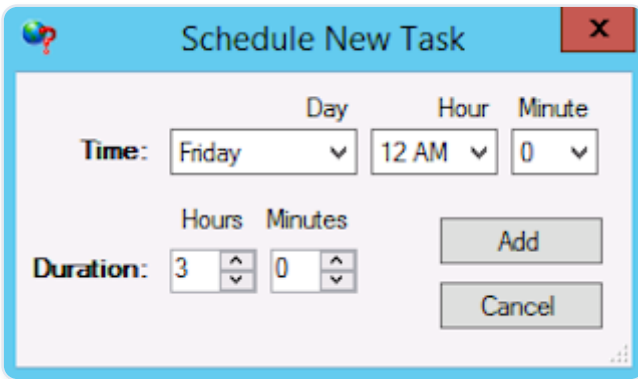 Schedule New Task
x
Day Hour Minute
Time: Friday 12 AM 0
Hours Minutes
Add
Duration: 3 0
Cancel